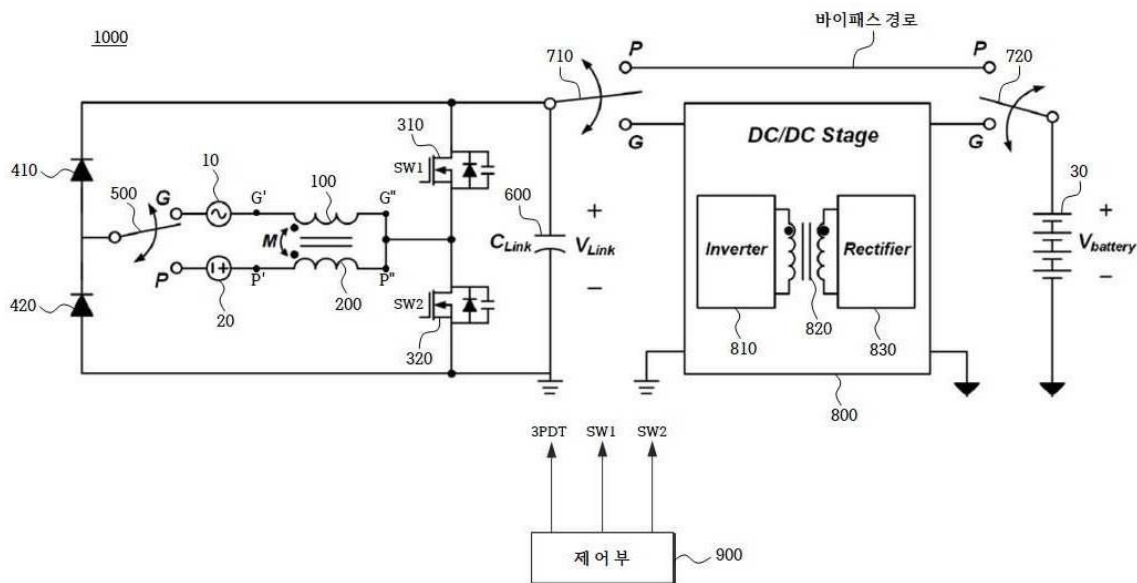 바이패스 경로
1000
710
P
P
720
310
G
DC/DC Stage
G
410
SW1
10
500
G
G'
100
G"
600
+
30
+
M
C_Link
V_Link
Inverter
Rectifier
V_battery
P
P'
P"
−
−
420
20
200
SW2
320
810
820
830
800
3PDT
SW1
SW2
제어부
900